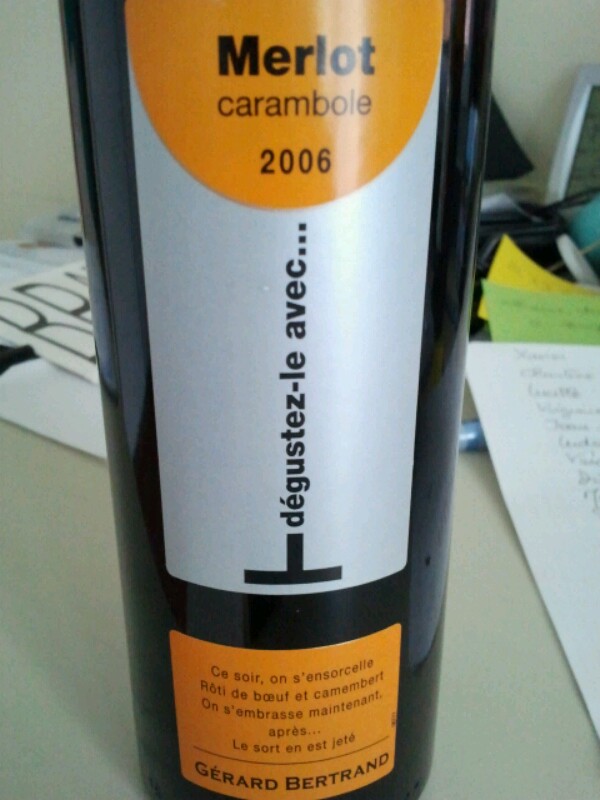 Merlot
carambole
2006
dégustez-le avec...
Ce soir, on s'ensorcelle
Rôti de bœuf et camembert
On s'embrasse maintenant,
après...
Le sort en est jeté
GÉRARD BERTRAND